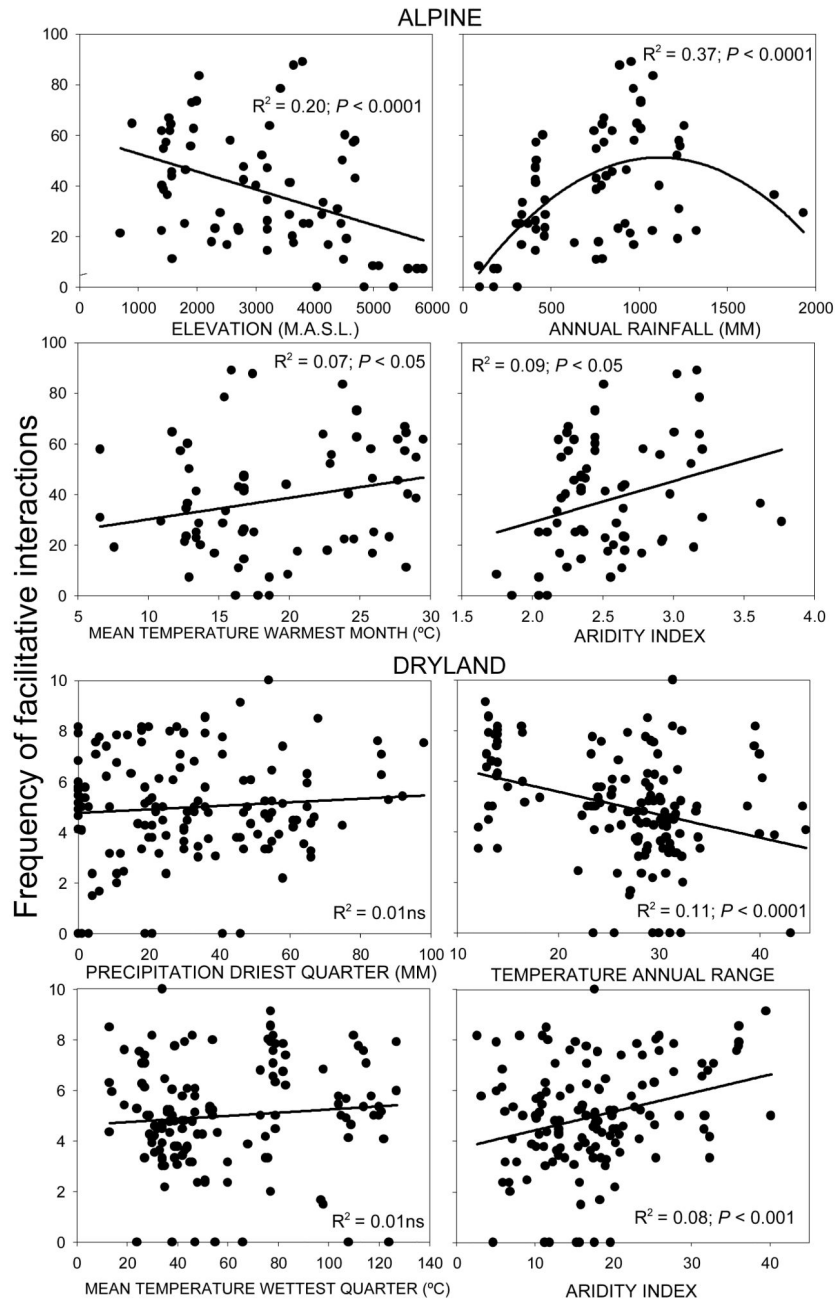 ALPINE
Frequency of facilitative interactions
100
80
60
40
20
0
R² = 0.20; P < 0.0001
0 1000 2000 3000 4000 5000 6000
ELEVATION (M.A.S.L.)
R² = 0.37; P < 0.0001
0 500 1000 1500 2000
ANNUAL RAINFALL (MM)
100
80
60
40
20
0
R² = 0.07; P < 0.05
5 10 15 20 25 30
MEAN TEMPERATURE WARMEST MONTH (ºC)
R² = 0.09; P < 0.05
1.5 2.0 2.5 3.0 3.5 4.0
ARIDITY INDEX
DRYLAND
10
8
6
4
2
0
R² = 0.01ns
0 20 40 60 80 100
PRECIPITATION DRIEST QUARTER (MM)
R² = 0.11; P < 0.0001
10 20 30 40
TEMPERATURE ANNUAL RANGE
10
8
6
4
2
0
R² = 0.01ns
0 20 40 60 80 100 120 140
MEAN TEMPERATURE WETTEST QUARTER (ºC)
R² = 0.08; P < 0.001
0 10 20 30 40
ARIDITY INDEX